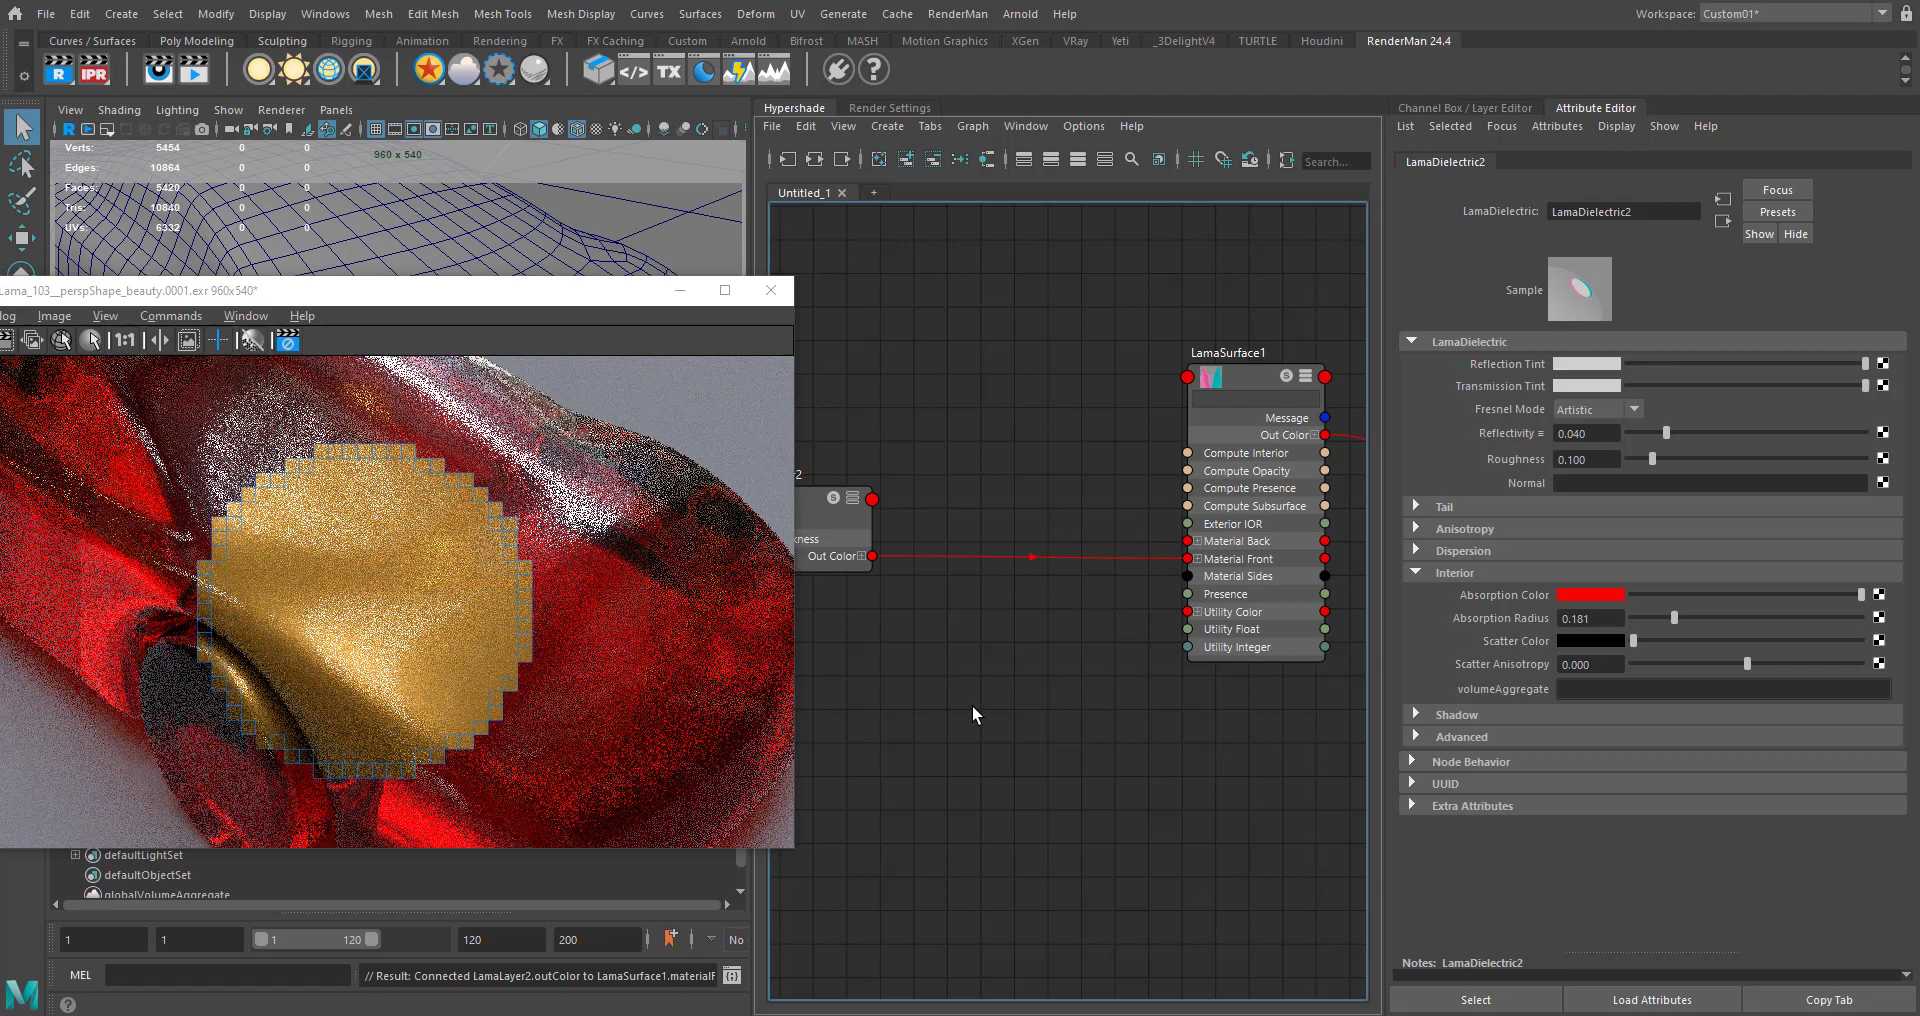 File Edit Create Select Modify Display Windows Mesh Edit Mesh Mesh Tools Mesh Display Curves Surfaces Deform UV Generate Cache RenderMan Arnold Help
Workspace: Custom01*
Curves / Surfaces Poly Modeling Sculpting Rigging Animation Rendering FX FX Caching Custom Arnold Bifrost MASH Motion Graphics XGen VRay Yeti _3DelightV4 TURTLE Houdini RenderMan 24.4
R IPR </> TX ?
View Shading Lighting Show Renderer Panels
Verts: 5454 0 0
960 x 540
Edges: 10864 0 0
Faces: 5420 0 0
Tris: 10840 0 0
UVs: 6332 0 0
Lama_103__perspShape_beauty.0001.exr 960x540*
log Image View Commands Window Help
1:1
defaultLightSet
defaultObjectSet
globalVolumeAggregate
1 1 1 120 120 200 No
MEL // Result: Connected LamaLayer2.outColor to LamaSurface1.materialF
Hypershade Render Settings
File Edit View Create Tabs Graph Window Options Help
Search...
Untitled_1 +
2
kness
Out Color
LamaSurface1
Message
Out Color
Compute Interior
Compute Opacity
Compute Presence
Compute Subsurface
Exterior IOR
Material Back
Material Front
Material Sides
Presence
Utility Color
Utility Float
Utility Integer
Channel Box / Layer Editor Attribute Editor
List Selected Focus Attributes Display Show Help
LamaDielectric2
LamaDielectric: LamaDielectric2
Focus
Presets
Show Hide
Sample
LamaDielectric
Reflection Tint
Transmission Tint
Fresnel Mode Artistic
Reflectivity = 0.040
Roughness 0.100
Normal
Tail
Anisotropy
Dispersion
Interior
Absorption Color
Absorption Radius 0.181
Scatter Color
Scatter Anisotropy 0.000
volumeAggregate
Shadow
Advanced
Node Behavior
UUID
Extra Attributes
Notes: LamaDielectric2
Select Load Attributes Copy Tab